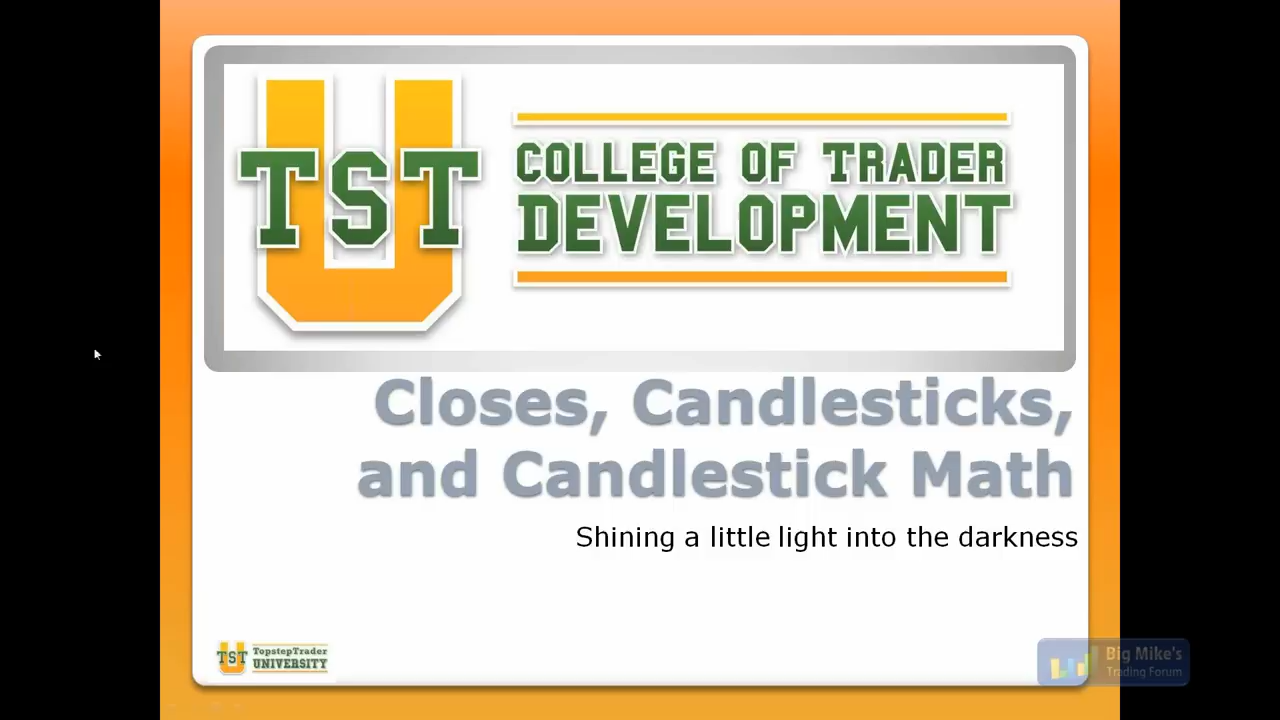 U
TST
COLLEGE OF TRADER
DEVELOPMENT
Closes, Candlesticks,
and Candlestick Math
Shining a little light into the darkness
U
TST
TopstepTrader
UNIVERSITY
Big Mike's
Trading Forum